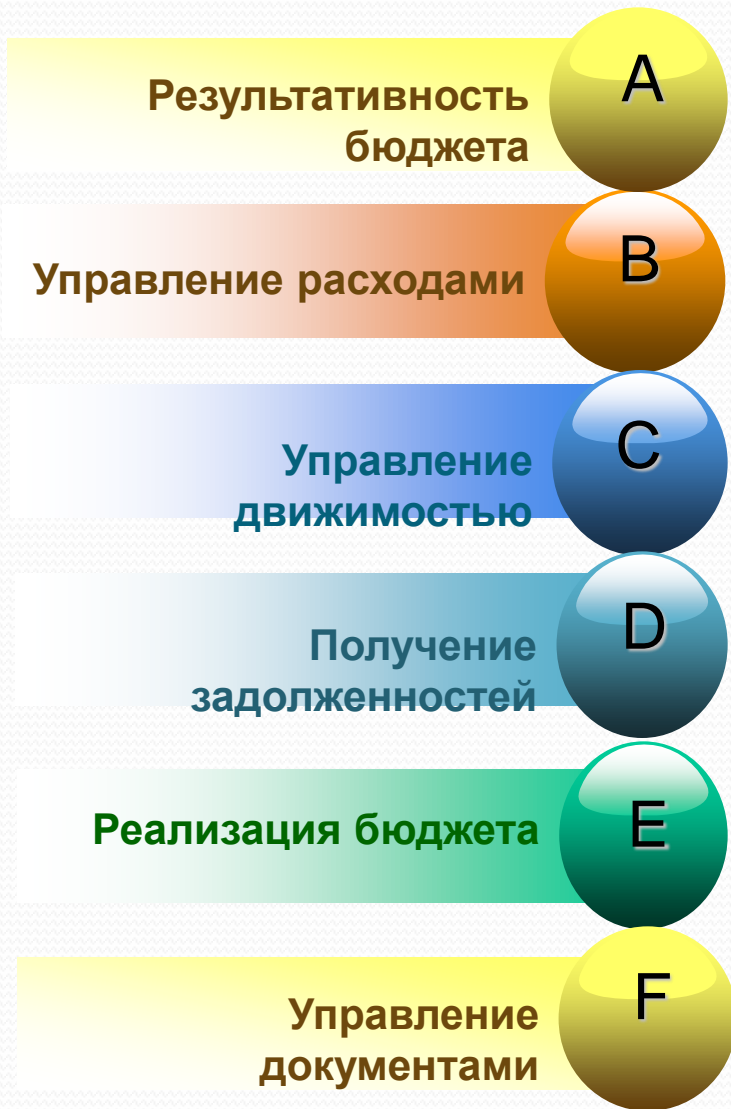 Результативность
бюджета
A
Управление расходами
B
Управление
движимостью
C
Получение
задолженностей
D
Реализация бюджета
E
Управление
документами
F